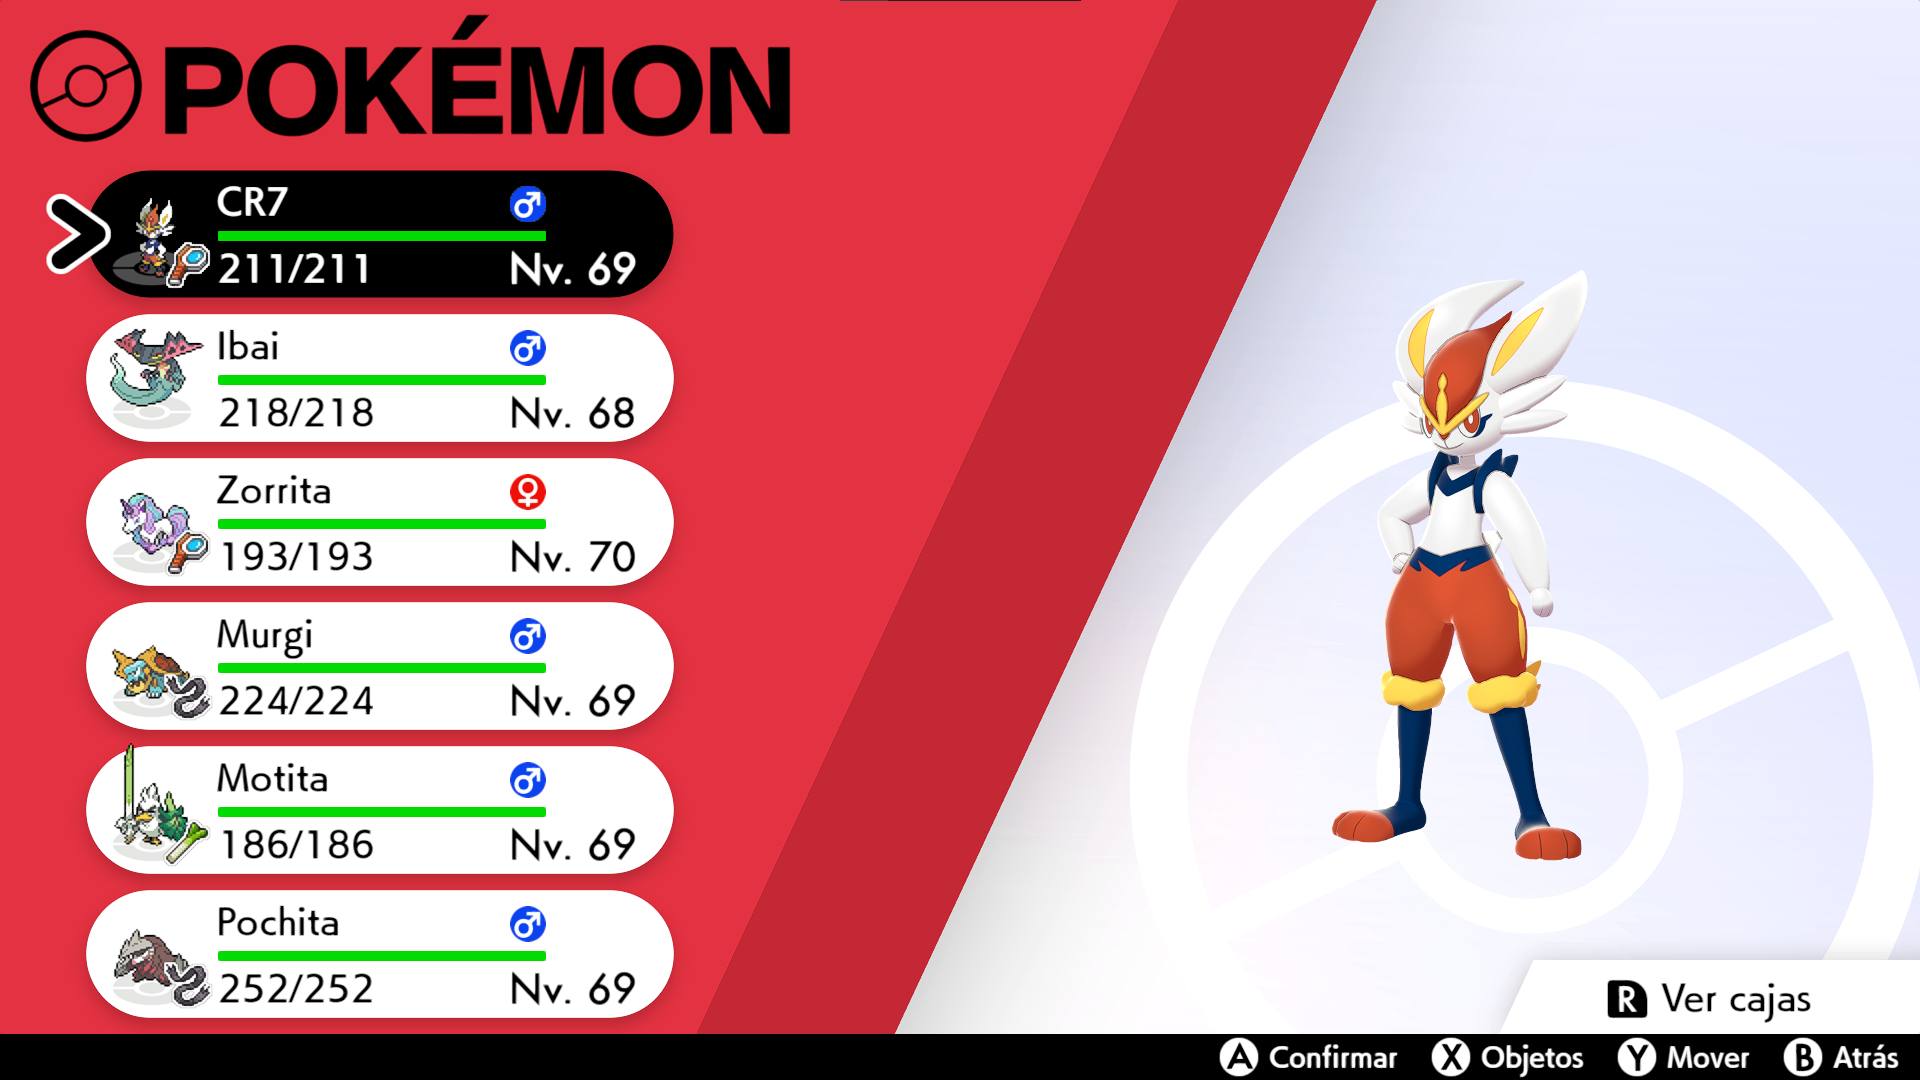 POKÉMON
CR7 ♂
211/211 Nv. 69
Ibai ♂
218/218 Nv. 68
Zorrita ♀
193/193 Nv. 70
Murgi ♂
224/224 Nv. 69
Motita ♂
186/186 Nv. 69
Pochita ♂
252/252 Nv. 69
R Ver cajas
A Confirmar X Objetos Y Mover B Atrás